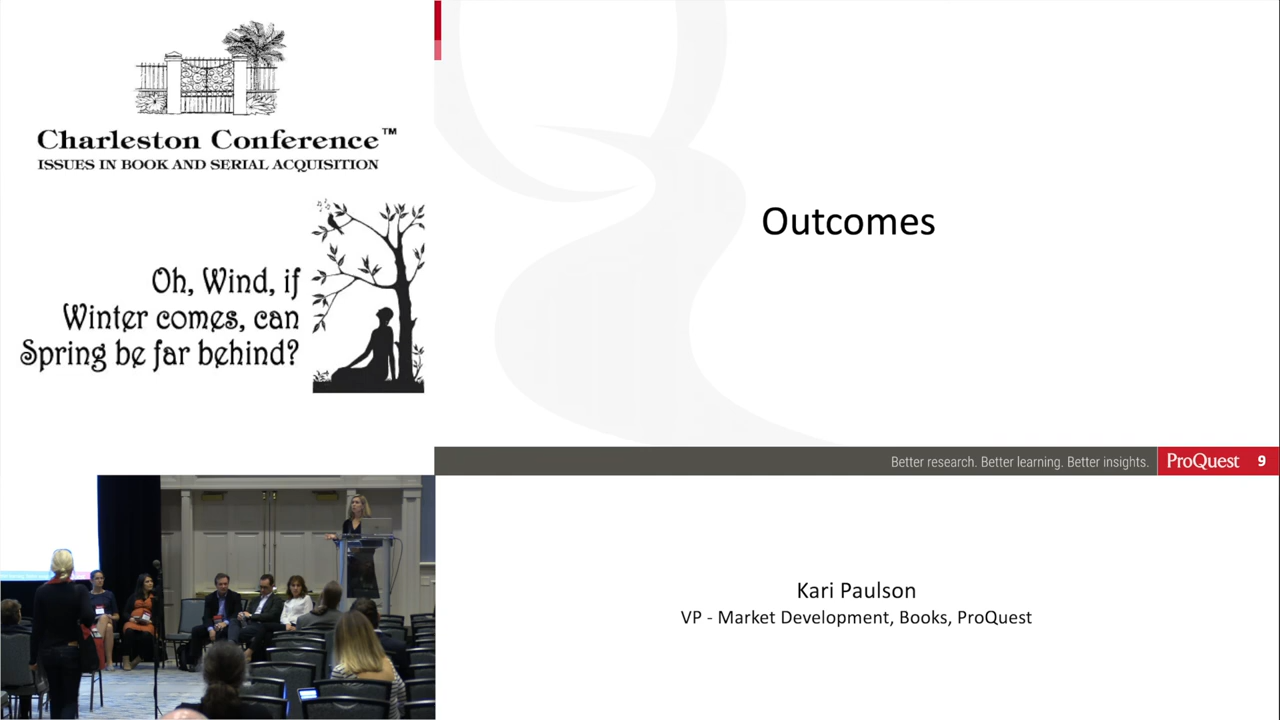 Charleston Conference™
ISSUES IN BOOK AND SERIAL ACQUISITION
Oh, Wind, if
Winter comes, can
Spring be far behind?
Outcomes
Better research. Better learning. Better insights.
ProQuest 9
Kari Paulson
VP - Market Development, Books, ProQuest